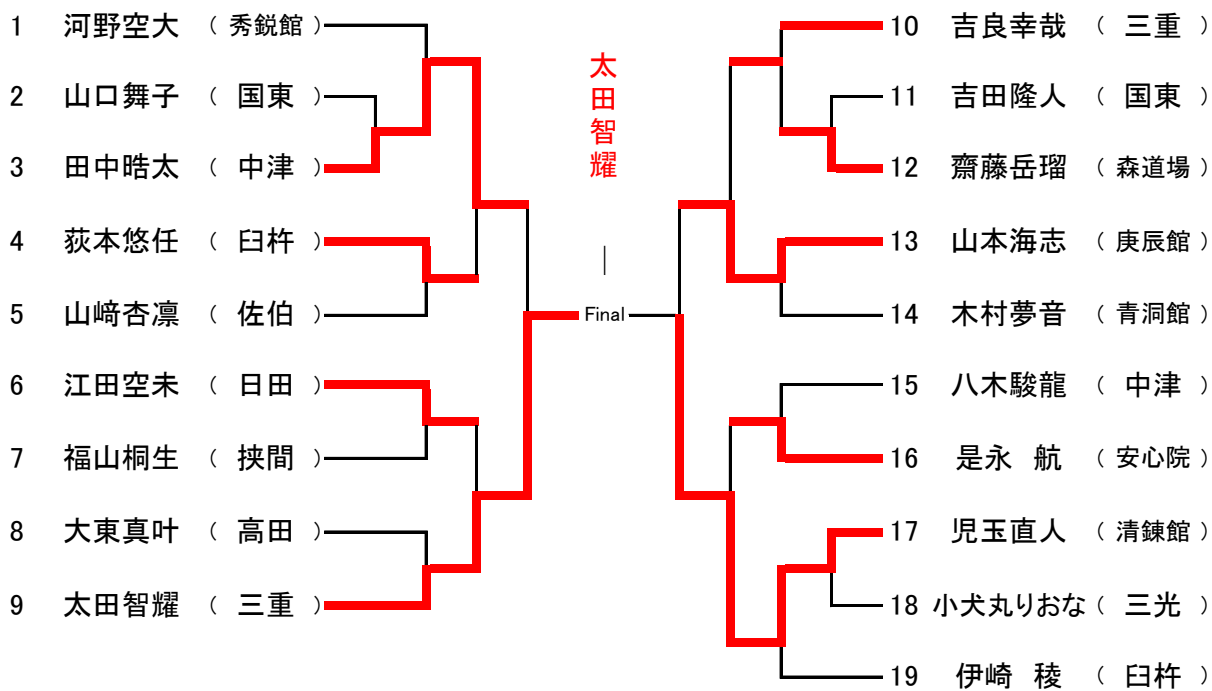 1 河野空大 ( 秀鋭館 )
2 山口舞子 ( 国東 )
3 田中晧太 ( 中津 )
4 荻本悠任 ( 臼杵 )
5 山﨑杏凛 ( 佐伯 )
6 江田空未 ( 日田 )
7 福山桐生 ( 挟間 )
8 大東真叶 ( 高田 )
9 太田智耀 ( 三重 )
太田智耀
Final
10 吉良幸哉 ( 三重 )
11 吉田隆人 ( 国東 )
12 齋藤岳瑠 ( 森道場 )
13 山本海志 ( 庚辰館 )
14 木村夢音 ( 青洞館 )
15 八木駿龍 ( 中津 )
16 是永 航 ( 安心院 )
17 児玉直人 ( 清錬館 )
18 小犬丸りおな ( 三光 )
19 伊崎 稜 ( 臼杵 )